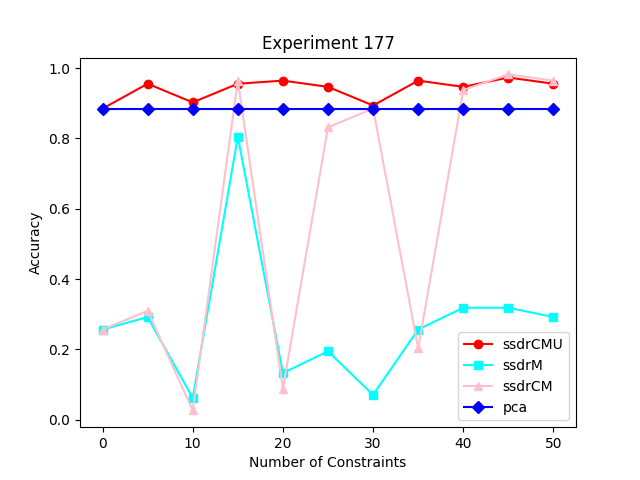 Experiment 177
Accuracy
1.0
0.8
0.6
0.4
0.2
0.0
0 10 20 30 40 50
Number of Constraints
ssdrCMU
ssdrM
ssdrCM
pca